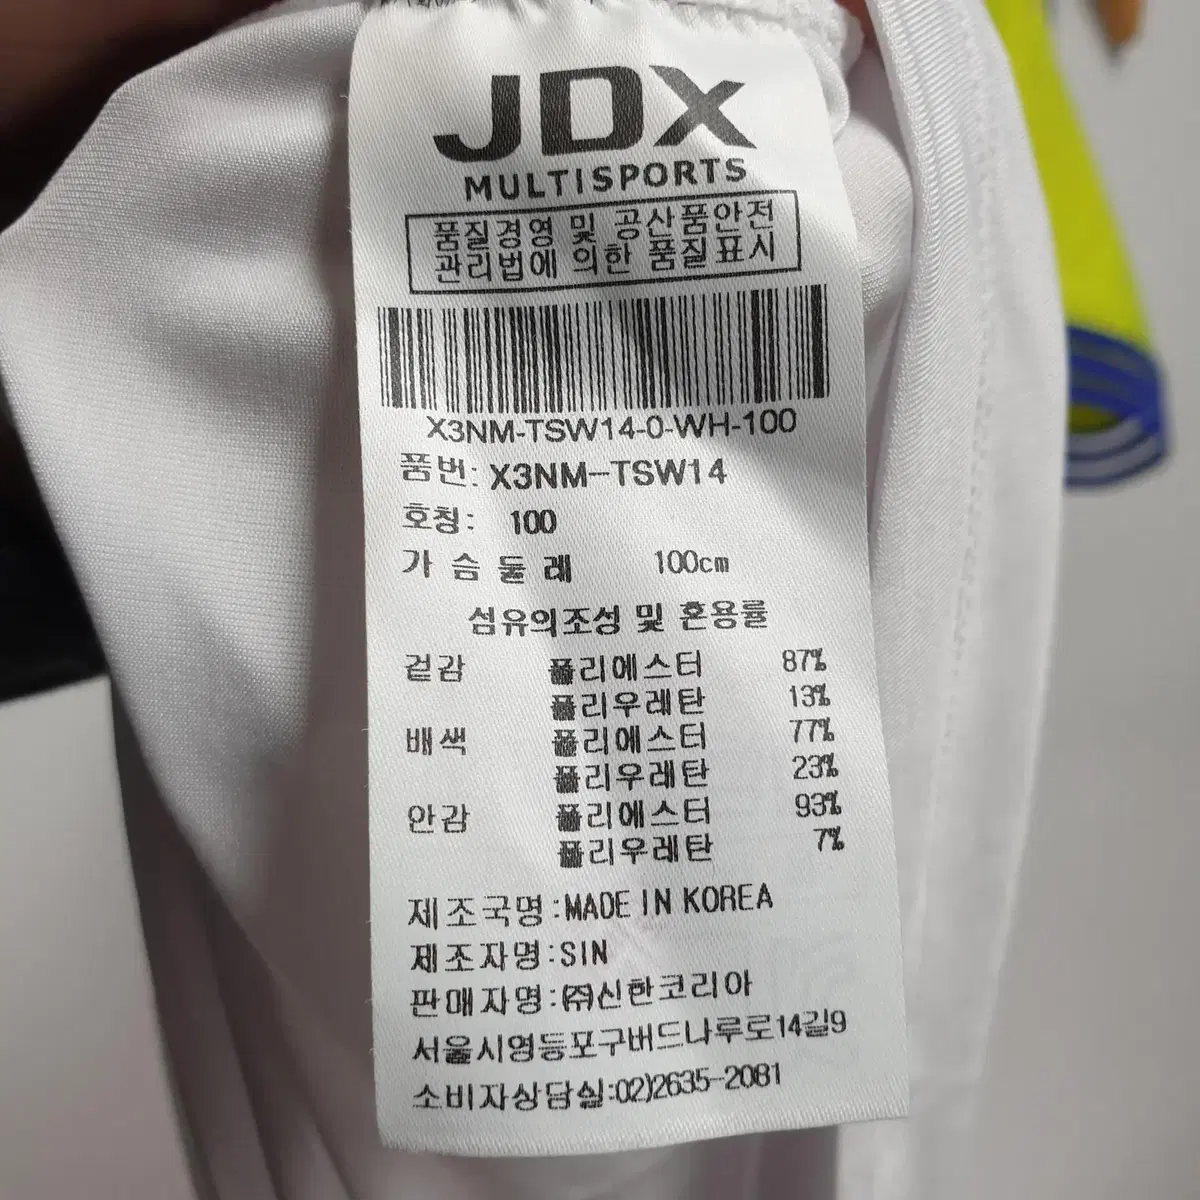 JDX
MULTISPORTS
품질경영 및 공산품안전
관리법에 의한 품질표시
X3NM-TSW14-0-WH-100
품번: X3NM-TSW14
호칭: 100
가 슴 둘 레 100cm
섬유의조성 및 혼용률
겉감 폴리에스터 87%
폴리우레탄 13%
배색 폴리에스터 77%
폴리우레탄 23%
안감 폴리에스터 93%
폴리우레탄 7%
제조국명:MADE IN KOREA
제조자명:SIN
판매자명:(주)신한코리아
서울시영등포구버드나루로14길9
소비자상담실:02)2635-2081